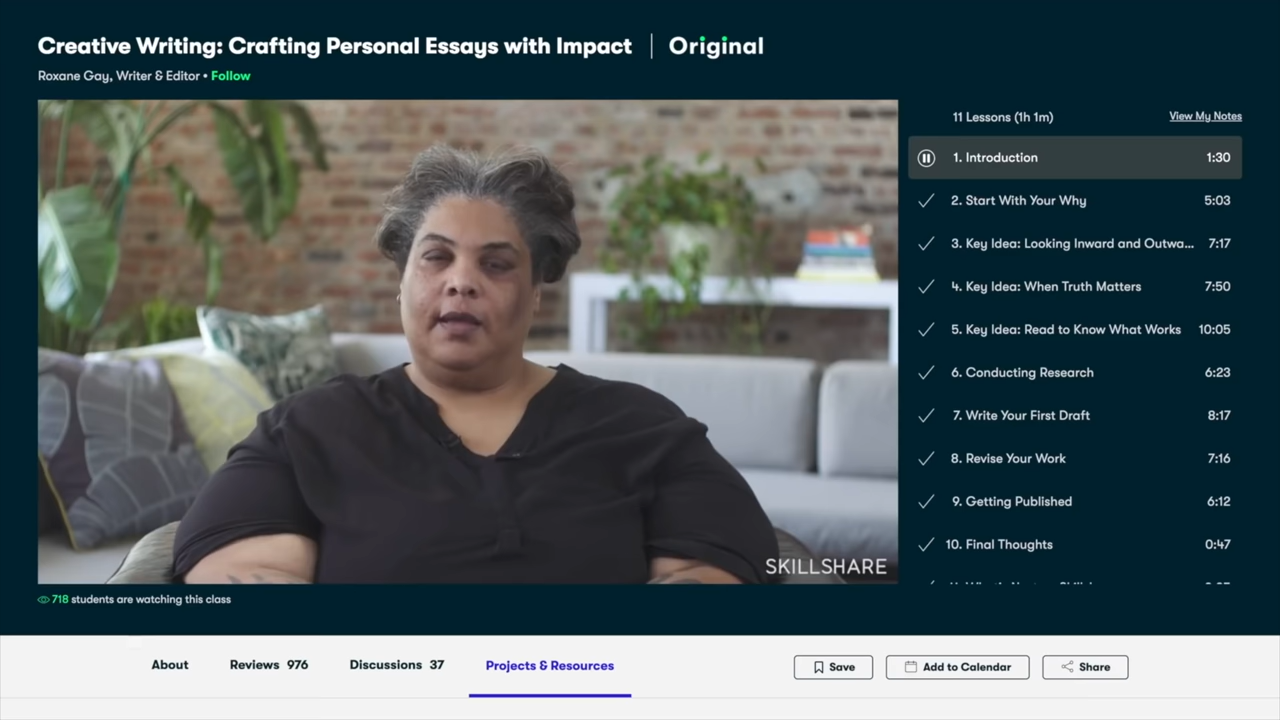 Creative Writing: Crafting Personal Essays with Impact | Original
Roxane Gay, Writer & Editor • Follow
11 Lessons (1h 1m) View My Notes
1. Introduction 1:30
2. Start With Your Why 5:03
3. Key Idea: Looking Inward and Outwa... 7:17
4. Key Idea: When Truth Matters 7:50
5. Key Idea: Read to Know What Works 10:05
6. Conducting Research 6:23
7. Write Your First Draft 8:17
8. Revise Your Work 7:16
9. Getting Published 6:12
10. Final Thoughts 0:47
SKILLSHARE
718 students are watching this class
About Reviews 976 Discussions 37 Projects & Resources Save Add to Calendar Share